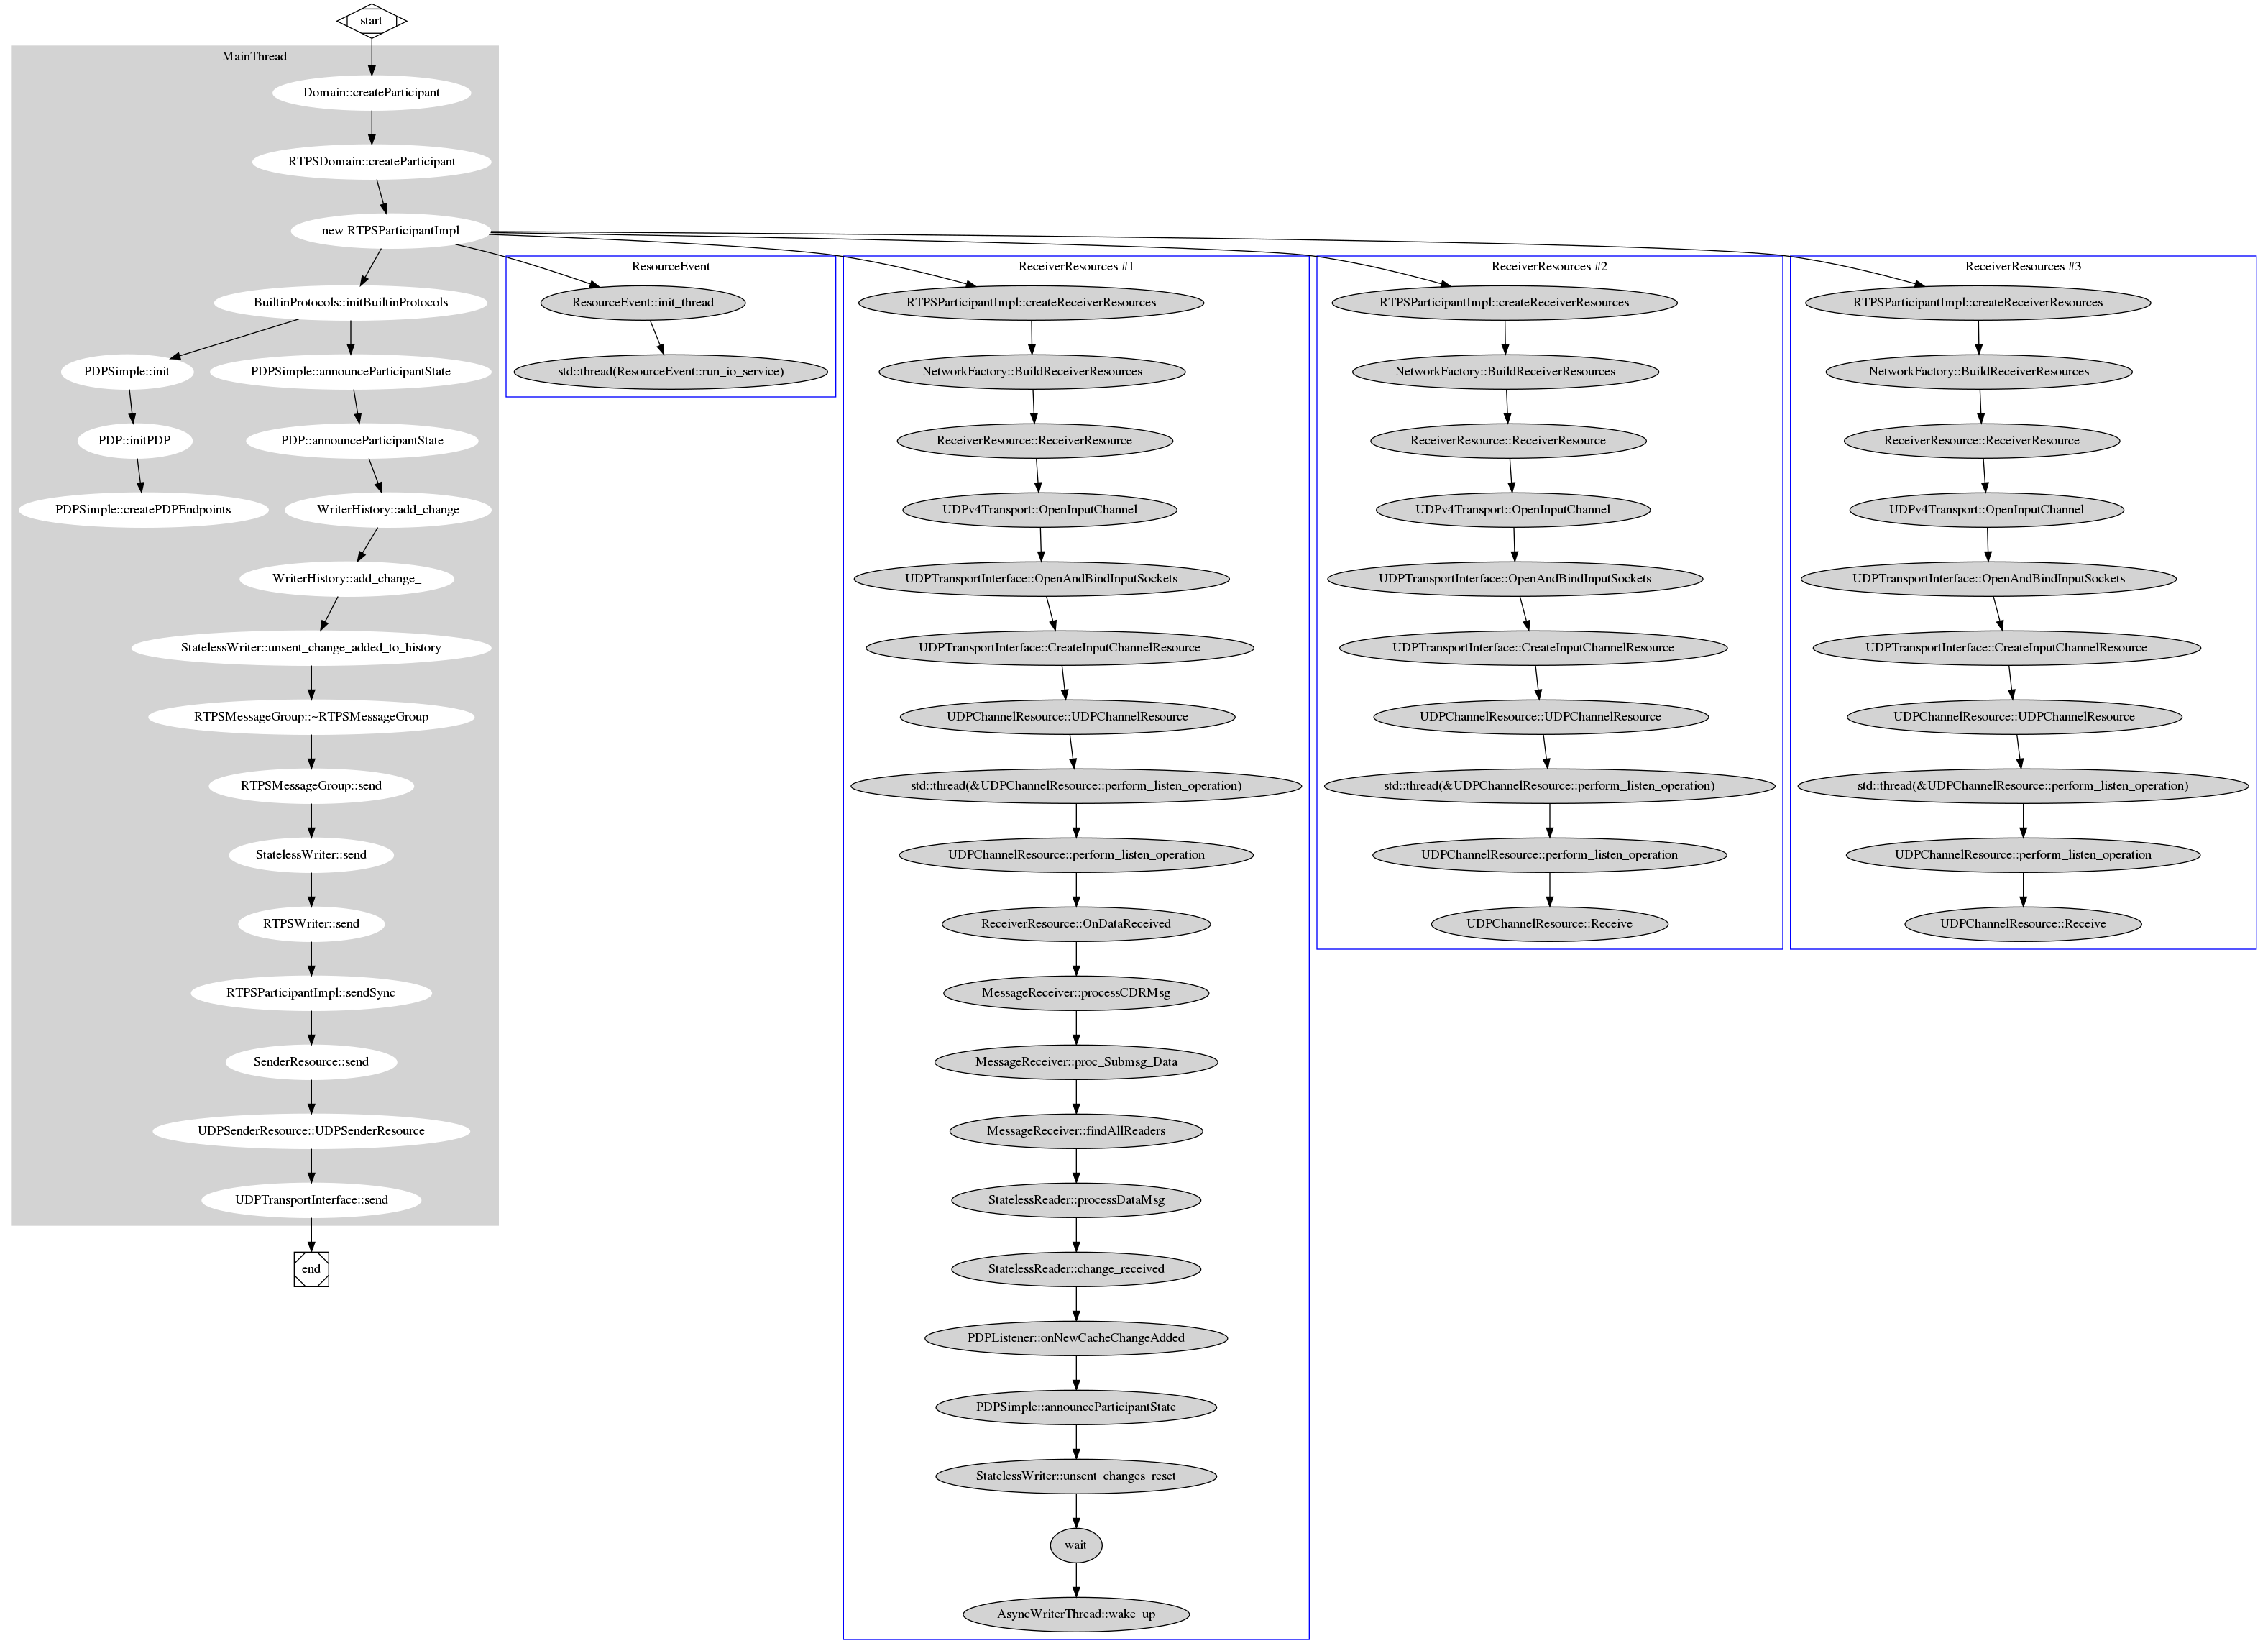 start
MainThread
Domain::createParticipant
RTPSDomain::createParticipant
new RTPSParticipantImpl
BuiltinProtocols::initBuiltinProtocols
PDPSimple::init
PDPSimple::announceParticipantState
PDP::initPDP
PDP::announceParticipantState
PDPSimple::createPDPEndpoints
WriterHistory::add_change
WriterHistory::add_change_
StatelessWriter::unsent_change_added_to_history
RTPSMessageGroup::~RTPSMessageGroup
RTPSMessageGroup::send
StatelessWriter::send
RTPSWriter::send
RTPSParticipantImpl::sendSync
SenderResource::send
UDPSenderResource::UDPSenderResource
UDPTransportInterface::send
end
ResourceEvent
ResourceEvent::init_thread
std::thread(ResourceEvent::run_io_service)
ReceiverResources #1
RTPSParticipantImpl::createReceiverResources
NetworkFactory::BuildReceiverResources
ReceiverResource::ReceiverResource
UDPv4Transport::OpenInputChannel
UDPTransportInterface::OpenAndBindInputSockets
UDPTransportInterface::CreateInputChannelResource
UDPChannelResource::UDPChannelResource
std::thread(&UDPChannelResource::perform_listen_operation)
UDPChannelResource::perform_listen_operation
ReceiverResource::OnDataReceived
MessageReceiver::processCDRMsg
MessageReceiver::proc_Submsg_Data
MessageReceiver::findAllReaders
StatelessReader::processDataMsg
StatelessReader::change_received
PDPListener::onNewCacheChangeAdded
PDPSimple::announceParticipantState
StatelessWriter::unsent_changes_reset
wait
AsyncWriterThread::wake_up
ReceiverResources #2
RTPSParticipantImpl::createReceiverResources
NetworkFactory::BuildReceiverResources
ReceiverResource::ReceiverResource
UDPv4Transport::OpenInputChannel
UDPTransportInterface::OpenAndBindInputSockets
UDPTransportInterface::CreateInputChannelResource
UDPChannelResource::UDPChannelResource
std::thread(&UDPChannelResource::perform_listen_operation)
UDPChannelResource::perform_listen_operation
UDPChannelResource::Receive
ReceiverResources #3
RTPSParticipantImpl::createReceiverResources
NetworkFactory::BuildReceiverResources
ReceiverResource::ReceiverResource
UDPv4Transport::OpenInputChannel
UDPTransportInterface::OpenAndBindInputSockets
UDPTransportInterface::CreateInputChannelResource
UDPChannelResource::UDPChannelResource
std::thread(&UDPChannelResource::perform_listen_operation)
UDPChannelResource::perform_listen_operation
UDPChannelResource::Receive